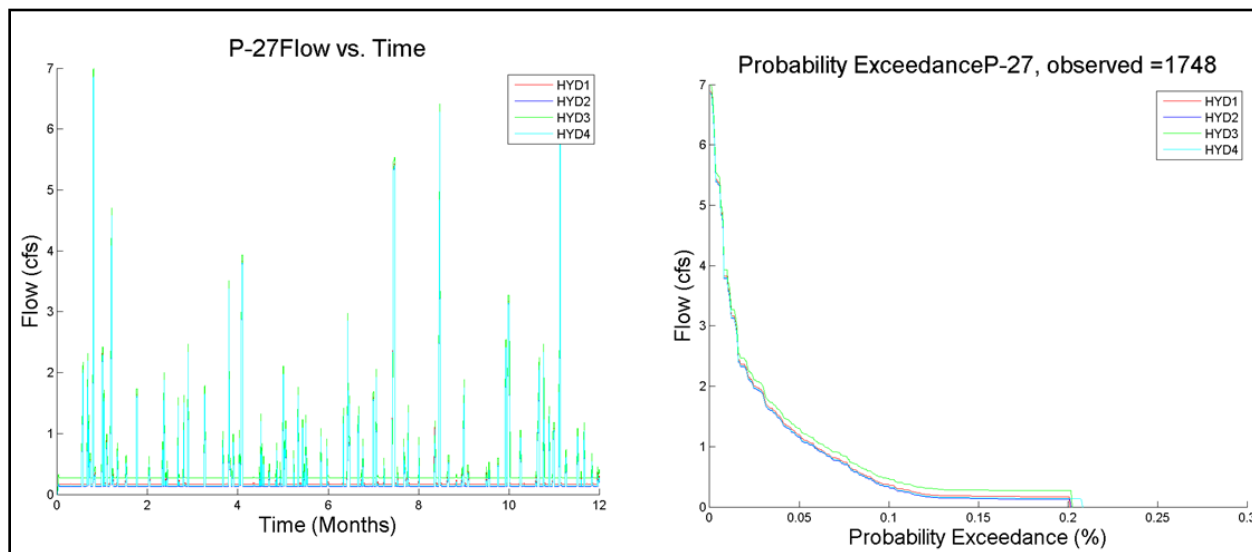 P-27Flow vs. Time
7
6
5
4
3
2
1
0
Flow (cfs)
0
2
4
6
8
10
12
Time (Months)
HYD1
HYD2
HYD3
HYD4
Probability ExceedanceP-27, observed =1748
7
6
5
4
3
2
1
0
Flow (cfs)
0
0.05
0.1
0.15
0.2
0.25
0.3
Probability Exceedance (%)
HYD1
HYD2
HYD3
HYD4